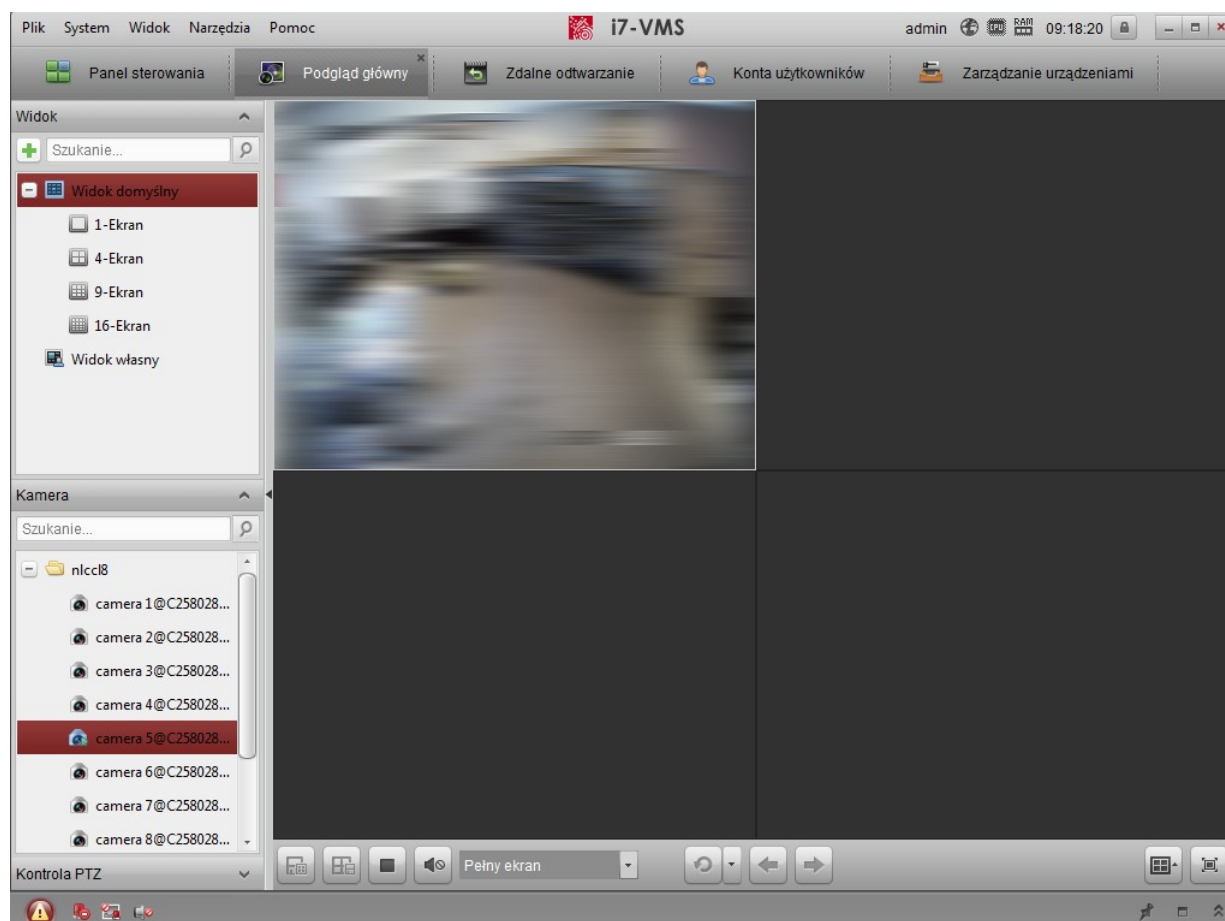 Plik System Widok Narzędzia Pomoc i7-VMS admin CPU RAM 09:18:20
Panel sterowania Podgląd główny Zdalne odtwarzanie Konta użytkowników Zarządzanie urządzeniami
Widok
Szukanie...
Widok domyślny
1-Ekran
4-Ekran
9-Ekran
16-Ekran
Widok własny
Kamera
Szukanie...
nlccl8
camera 1@C258028...
camera 2@C258028...
camera 3@C258028...
camera 4@C258028...
camera 5@C258028...
camera 6@C258028...
camera 7@C258028...
camera 8@C258028...
Kontrola PTZ
Pełny ekran